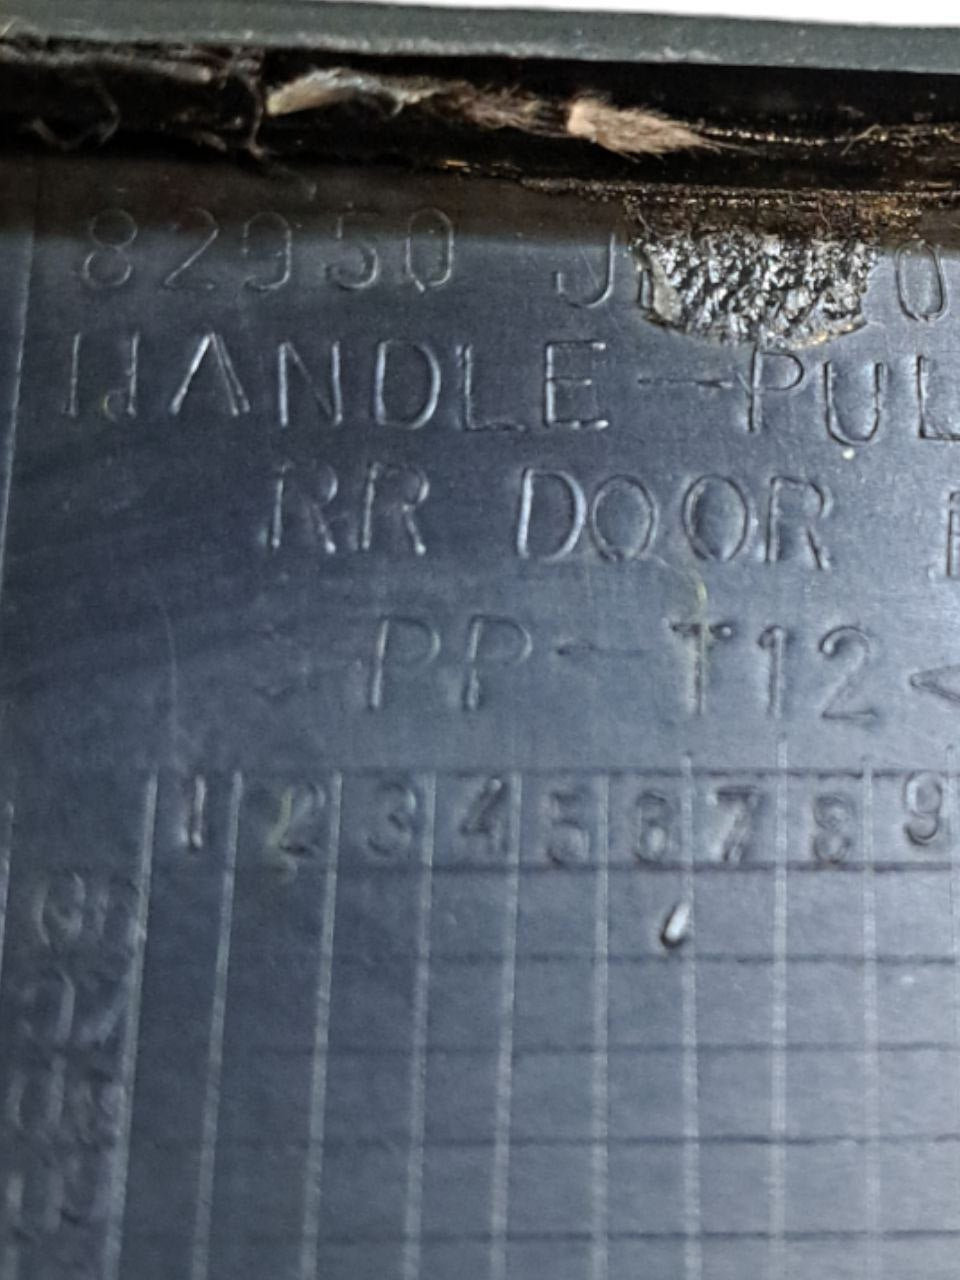 82950
HANDLE-PUL
RR DOOR
PP-T12<
1 2 3 4 5 6 7 8 9